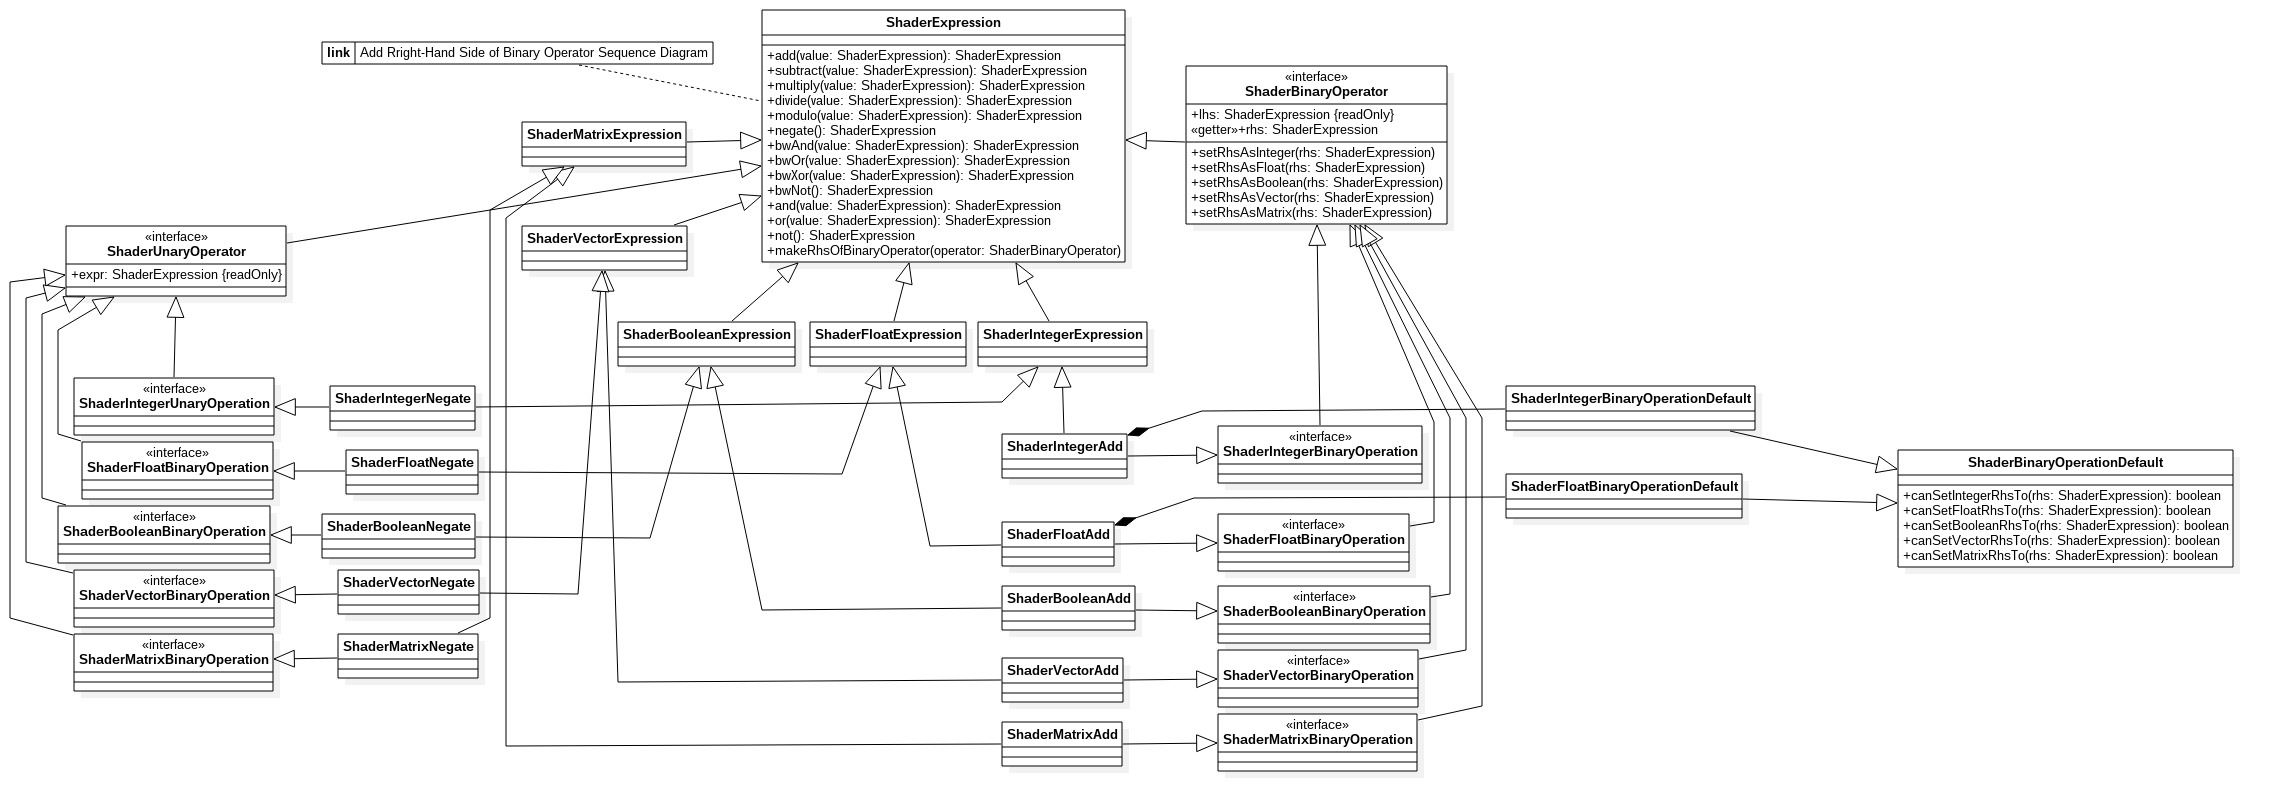 ShaderExpression
+add(value: ShaderExpression): ShaderExpression
+subtract(value: ShaderExpression): ShaderExpression
+multiply(value: ShaderExpression): ShaderExpression
+divide(value: ShaderExpression): ShaderExpression
+modulo(value: ShaderExpression): ShaderExpression
+negate(): ShaderExpression
+bwAnd(value: ShaderExpression): ShaderExpression
+bwOr(value: ShaderExpression): ShaderExpression
+bwXor(value: ShaderExpression): ShaderExpression
+bwNot(): ShaderExpression
+and(value: ShaderExpression): ShaderExpression
+or(value: ShaderExpression): ShaderExpression
+not(): ShaderExpression
+makeRhsOfBinaryOperator(operator: ShaderBinaryOperator)
link Add Rright-Hand Side of Binary Operator Sequence Diagram
«interface»
ShaderBinaryOperator
+lhs: ShaderExpression {readOnly}
«getter»+rhs: ShaderExpression
+setRhsAsInteger(rhs: ShaderExpression)
+setRhsAsFloat(rhs: ShaderExpression)
+setRhsAsBoolean(rhs: ShaderExpression)
+setRhsAsVector(rhs: ShaderExpression)
+setRhsAsMatrix(rhs: ShaderExpression)
ShaderMatrixExpression
ShaderVectorExpression
«interface»
ShaderUnaryOperator
+expr: ShaderExpression {readOnly}
ShaderBooleanExpression
ShaderFloatExpression
ShaderIntegerExpression
«interface»
ShaderIntegerUnaryOperation
ShaderIntegerNegate
«interface»
ShaderFloatBinaryOperation
ShaderFloatNegate
«interface»
ShaderBooleanBinaryOperation
ShaderBooleanNegate
«interface»
ShaderVectorBinaryOperation
ShaderVectorNegate
«interface»
ShaderMatrixBinaryOperation
ShaderMatrixNegate
ShaderIntegerAdd
«interface»
ShaderIntegerBinaryOperation
ShaderFloatAdd
«interface»
ShaderFloatBinaryOperation
ShaderBooleanAdd
«interface»
ShaderBooleanBinaryOperation
ShaderVectorAdd
«interface»
ShaderVectorBinaryOperation
ShaderMatrixAdd
«interface»
ShaderMatrixBinaryOperation
ShaderIntegerBinaryOperationDefault
ShaderFloatBinaryOperationDefault
ShaderBinaryOperationDefault
+canSetIntegerRhsTo(rhs: ShaderExpression): boolean
+canSetFloatRhsTo(rhs: ShaderExpression): boolean
+canSetBooleanRhsTo(rhs: ShaderExpression): boolean
+canSetVectorRhsTo(rhs: ShaderExpression): boolean
+canSetMatrixRhsTo(rhs: ShaderExpression): boolean